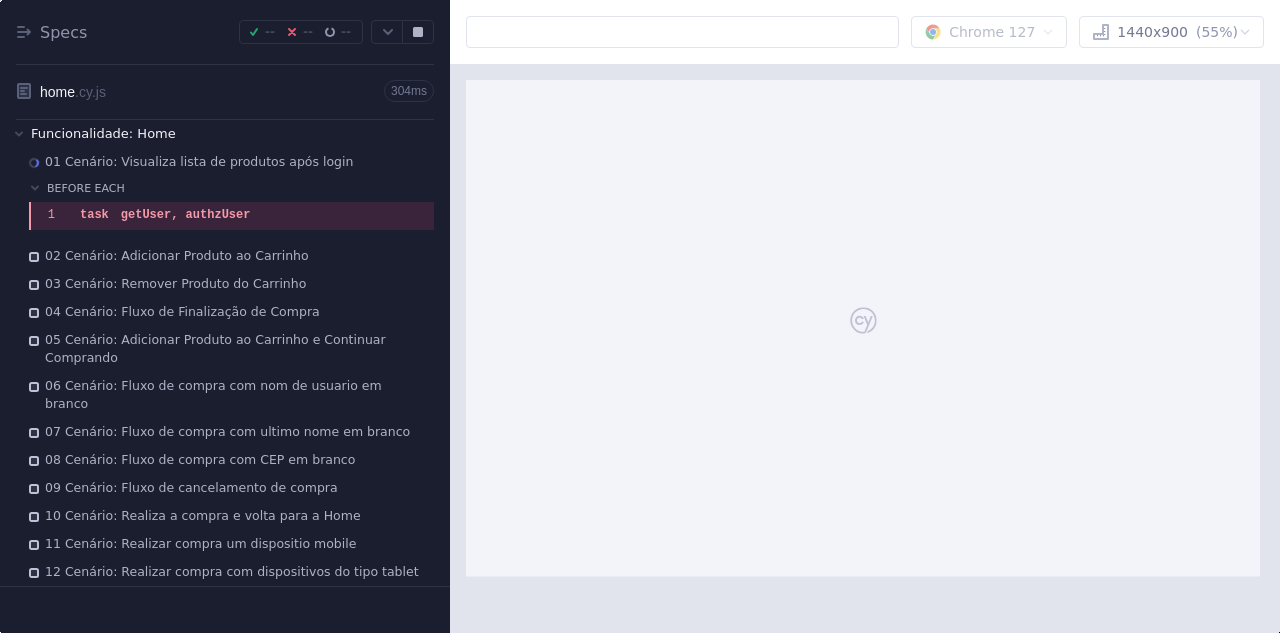 Specs
-- -- --
Chrome 127
1440x900 (55%)
home.cy.js
304ms
Funcionalidade: Home
01 Cenário: Visualiza lista de produtos após login
BEFORE EACH
1 task getUser, authzUser
02 Cenário: Adicionar Produto ao Carrinho
03 Cenário: Remover Produto do Carrinho
04 Cenário: Fluxo de Finalização de Compra
05 Cenário: Adicionar Produto ao Carrinho e Continuar
Comprando
06 Cenário: Fluxo de compra com nome de usuario em
branco
07 Cenário: Fluxo de compra com ultimo nome em branco
08 Cenário: Fluxo de compra com CEP em branco
09 Cenário: Fluxo de cancelamento de compra
10 Cenário: Realiza a compra e volta para a Home
11 Cenário: Realizar compra um dispositio mobile
12 Cenário: Realizar compra com dispositivos do tipo tablet
cy